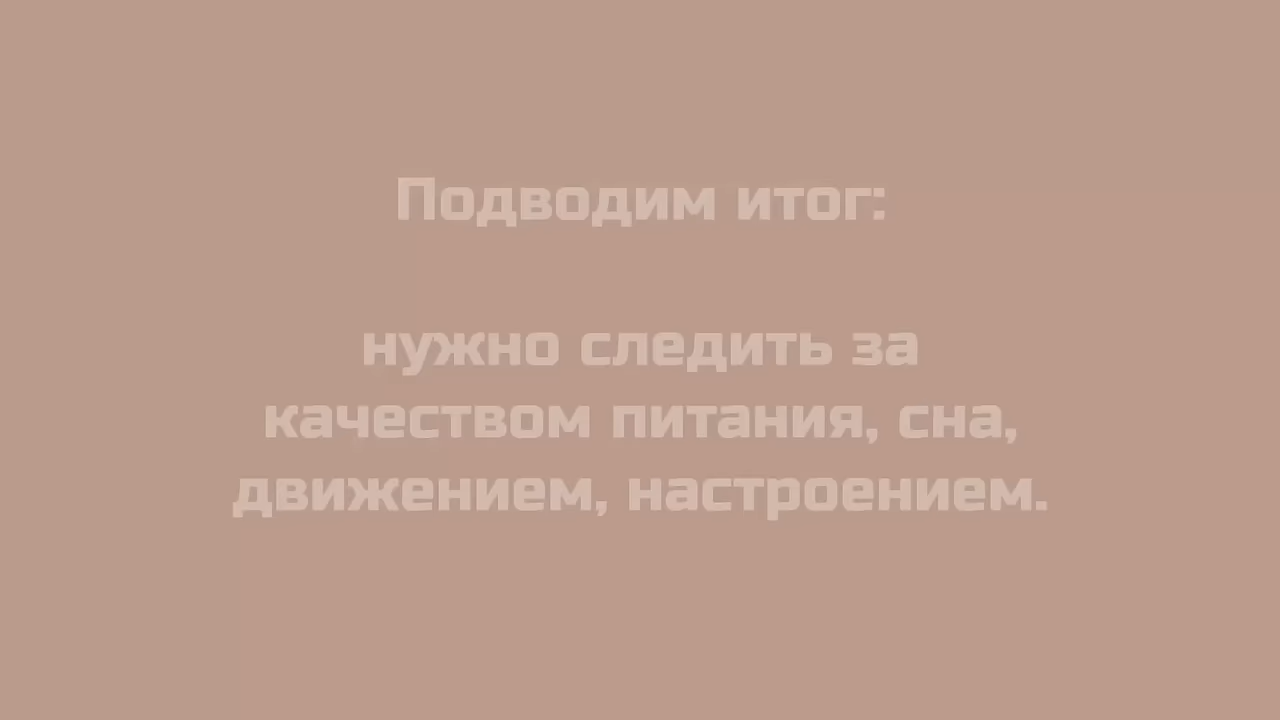 Подводим итог:
нужно следить за
качеством питания, сна,
движением, настроением.